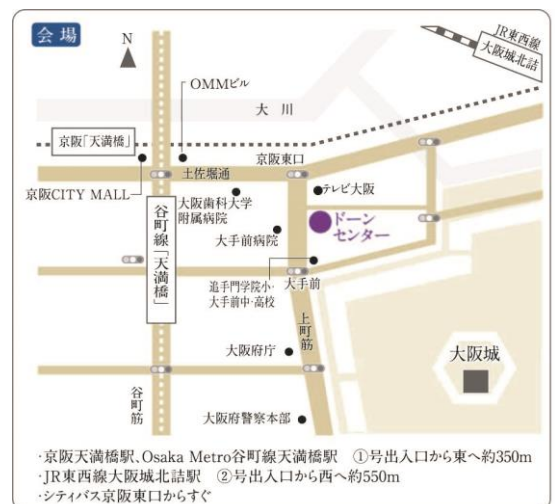 会場
N
JR東西線
大阪城北詰
OMMビル
大川
京阪「天満橋」
京阪東口
土佐堀通
テレビ大阪
京阪CITY MALL
大阪歯科大学
附属病院
ドーン
センター
大手前病院
谷町線「天満橋」
追手門学院小・
大手前中・高校
大手前
上町筋
大阪府庁
大阪城
谷町筋
大阪府警察本部
・京阪天満橋駅、Osaka Metro谷町線天満橋駅 ①号出入口から東へ約350m
・JR東西線大阪城北詰駅 ②号出入口から西へ約550m
・シティバス京阪東口からすぐ